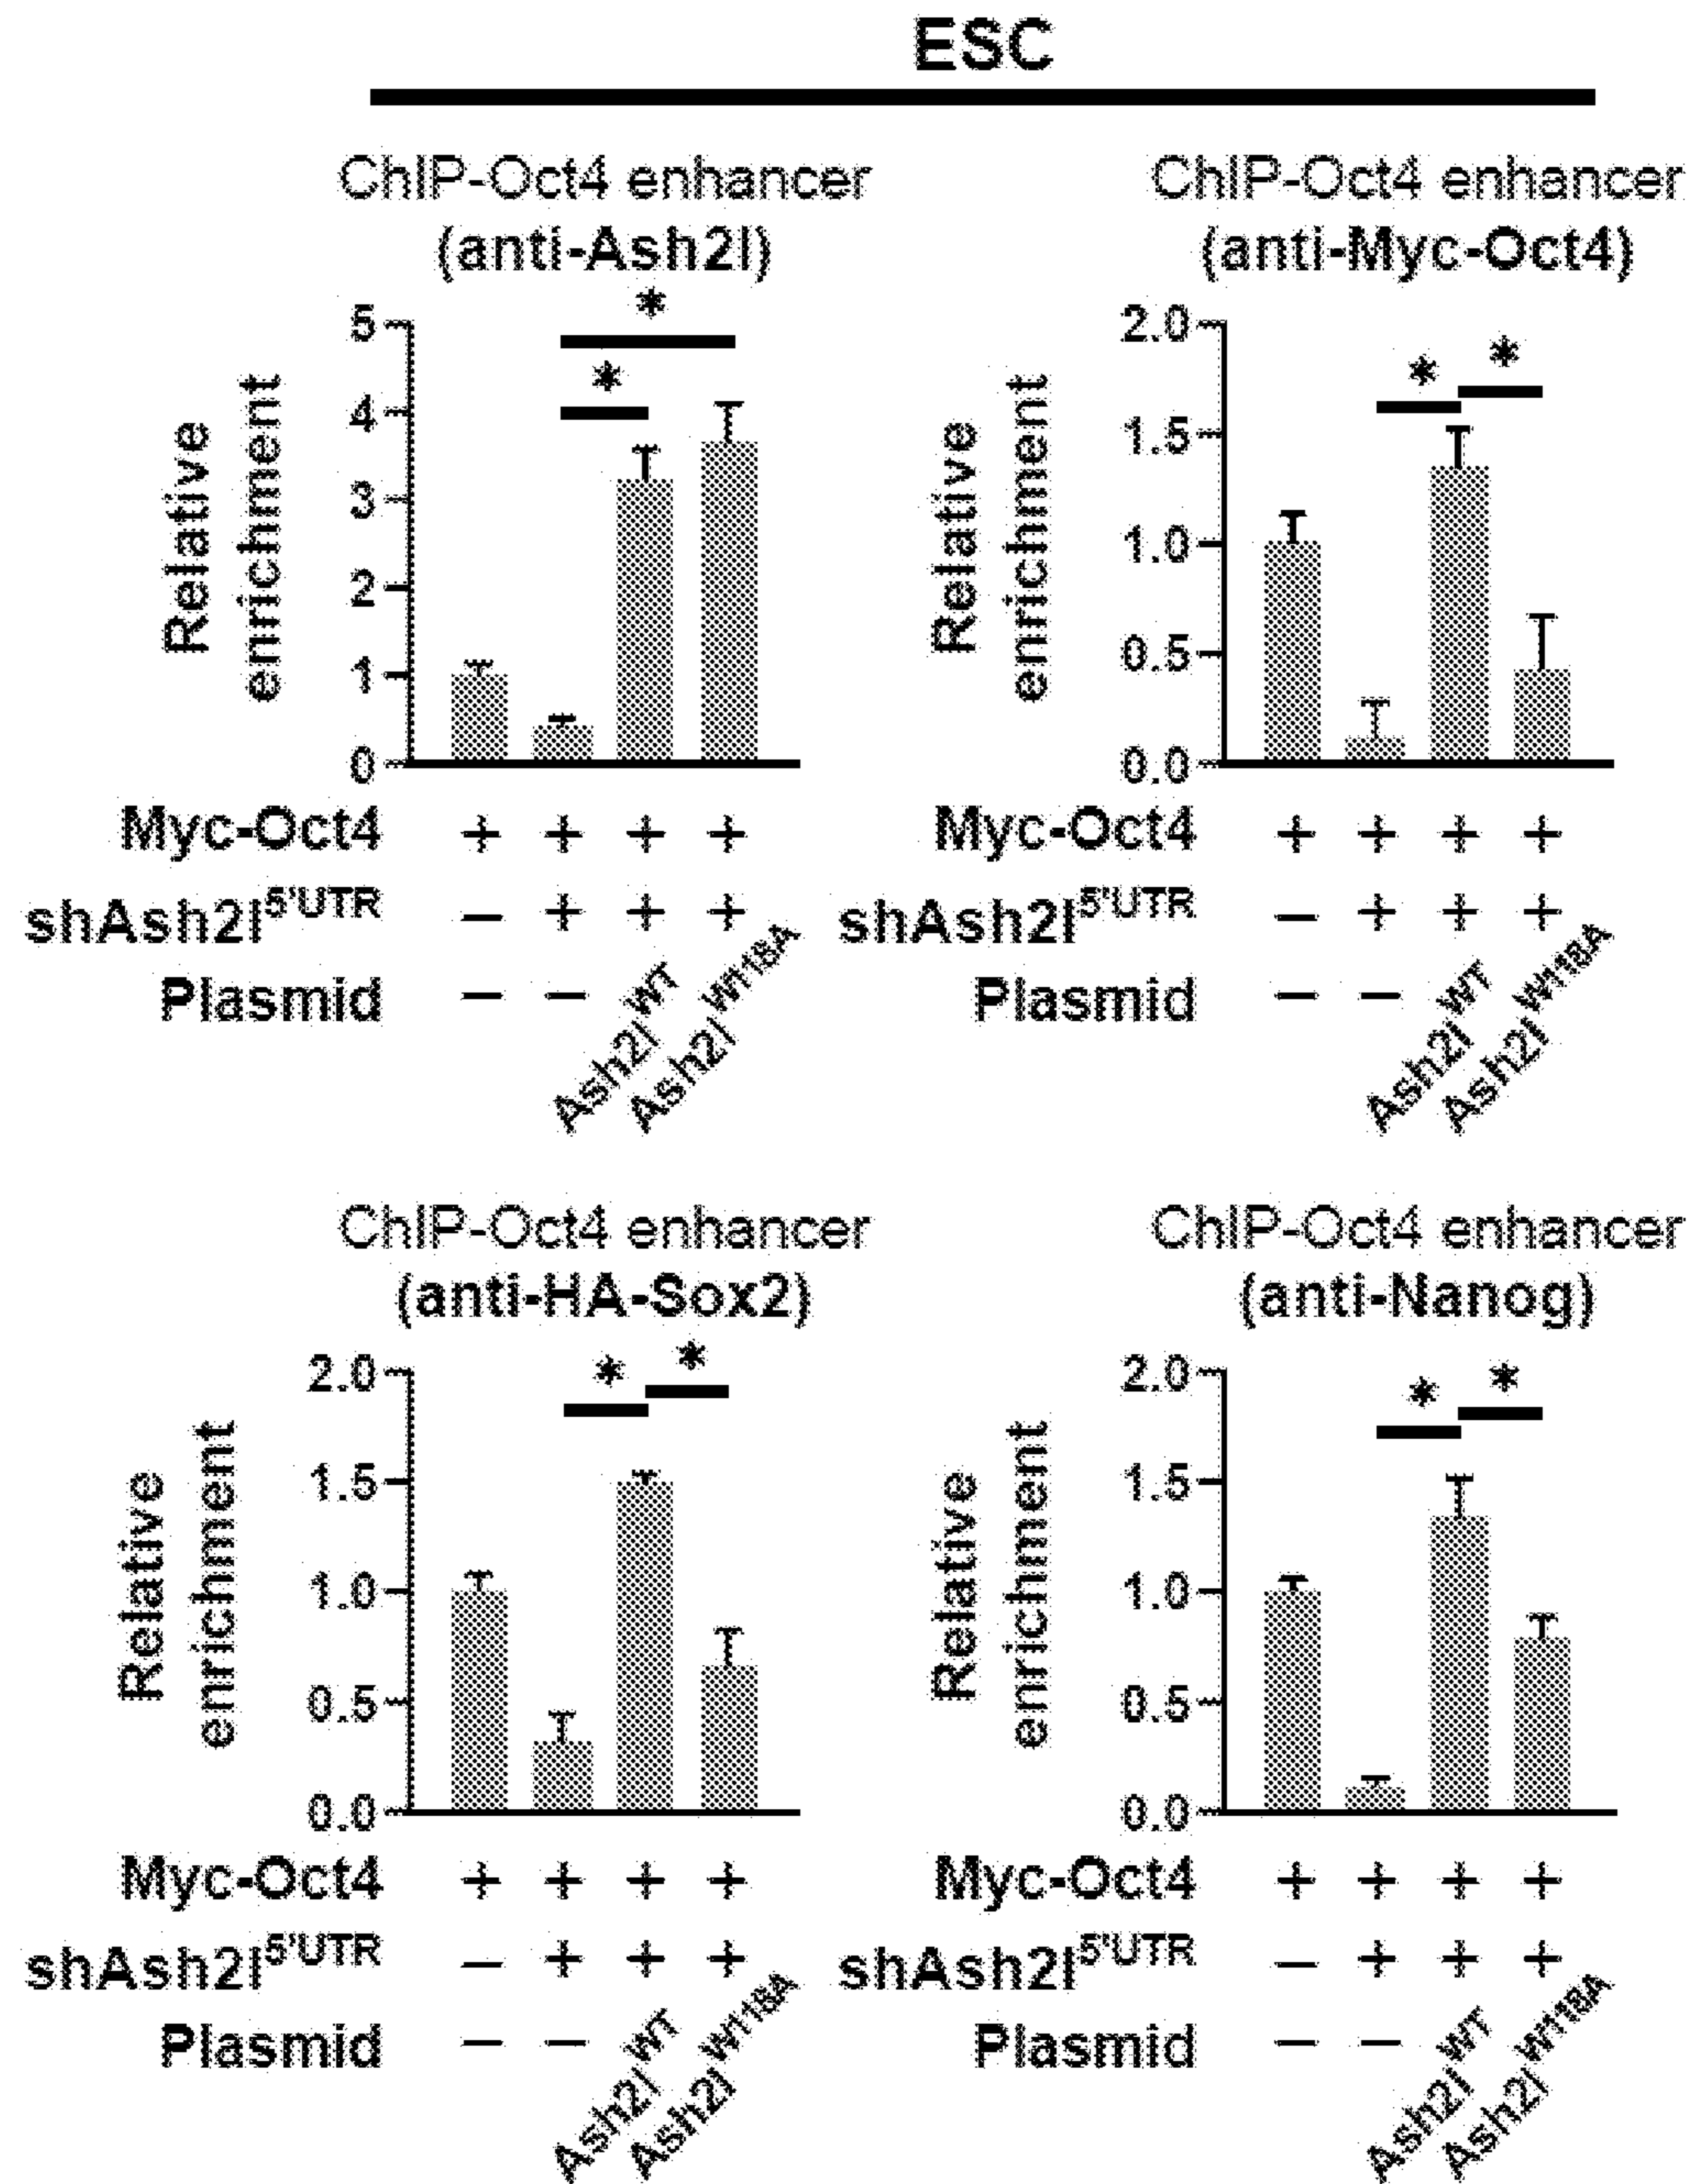 ESC
ChIP-Oct4 enhancer
(anti-Ash2l)
Relative
enrichment
5
4
3
2
1
0
Myc-Oct4 + + + +
shAsh2l5'UTR – + + +
Plasmid – – Ash2lWT Ash2lW118A
ChIP-Oct4 enhancer
(anti-Myc-Oct4)
Relative
enrichment
2.0
1.5
1.0
0.5
0.0
* *
* *
Myc-Oct4 + + + +
shAsh2l5'UTR – + + +
Plasmid – – Ash2lWT Ash2lW118A
ChIP-Oct4 enhancer
(anti-HA-Sox2)
Relative
enrichment
2.0
1.5
1.0
0.5
0.0
* *
Myc-Oct4 + + + +
shAsh2l5'UTR – + + +
Plasmid – – Ash2lWT Ash2lW118A
ChIP-Oct4 enhancer
(anti-Nanog)
Relative
enrichment
2.0
1.5
1.0
0.5
0.0
* *
Myc-Oct4 + + + +
shAsh2l5'UTR – + + +
Plasmid – – Ash2lWT Ash2lW118A